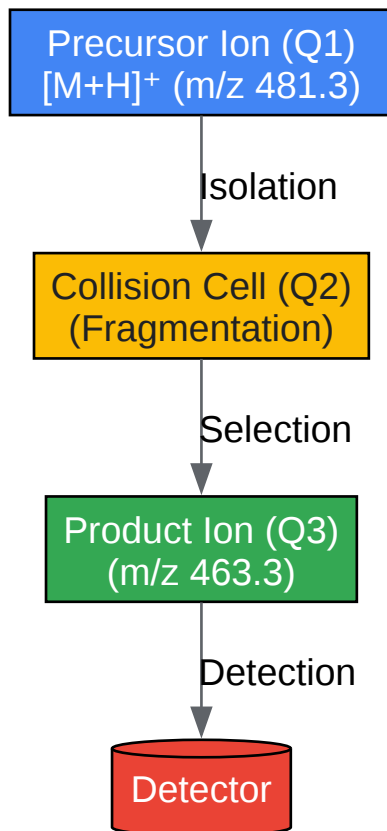 Precursor Ion (Q1)
[M+H]⁺ (m/z 481.3)
Isolation
Collision Cell (Q2)
(Fragmentation)
Selection
Product Ion (Q3)
(m/z 463.3)
Detection
Detector